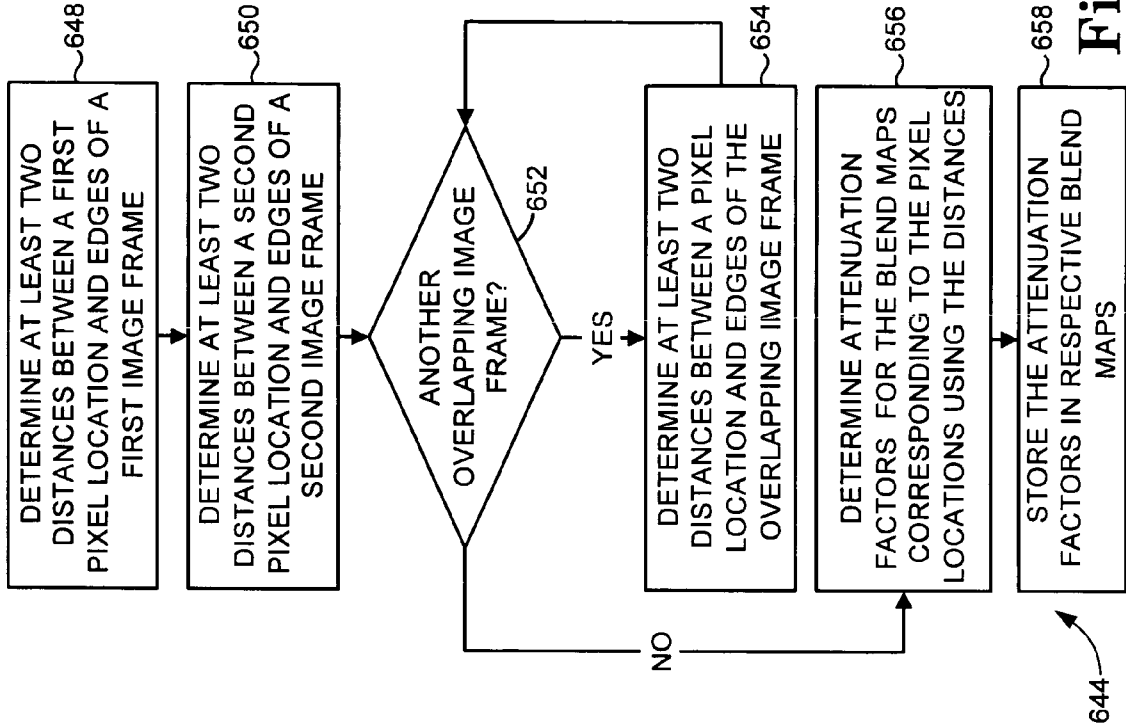 DETERMINE AT LEAST TWO
DISTANCES BETWEEN A FIRST
PIXEL LOCATION AND EDGES OF A
FIRST IMAGE FRAME
648
DETERMINE AT LEAST TWO
DISTANCES BETWEEN A SECOND
PIXEL LOCATION AND EDGES OF A
SECOND IMAGE FRAME
650
ANOTHER
OVERLAPPING IMAGE
FRAME?
652
YES
DETERMINE AT LEAST TWO
DISTANCES BETWEEN A PIXEL
LOCATION AND EDGES OF THE
OVERLAPPING IMAGE FRAME
654
NO
DETERMINE ATTENUATION
FACTORS FOR THE BLEND MAPS
CORRESPONDING TO THE PIXEL
LOCATIONS USING THE DISTANCES
656
STORE THE ATTENUATION
FACTORS IN RESPECTIVE BLEND
MAPS
658
644
Fi